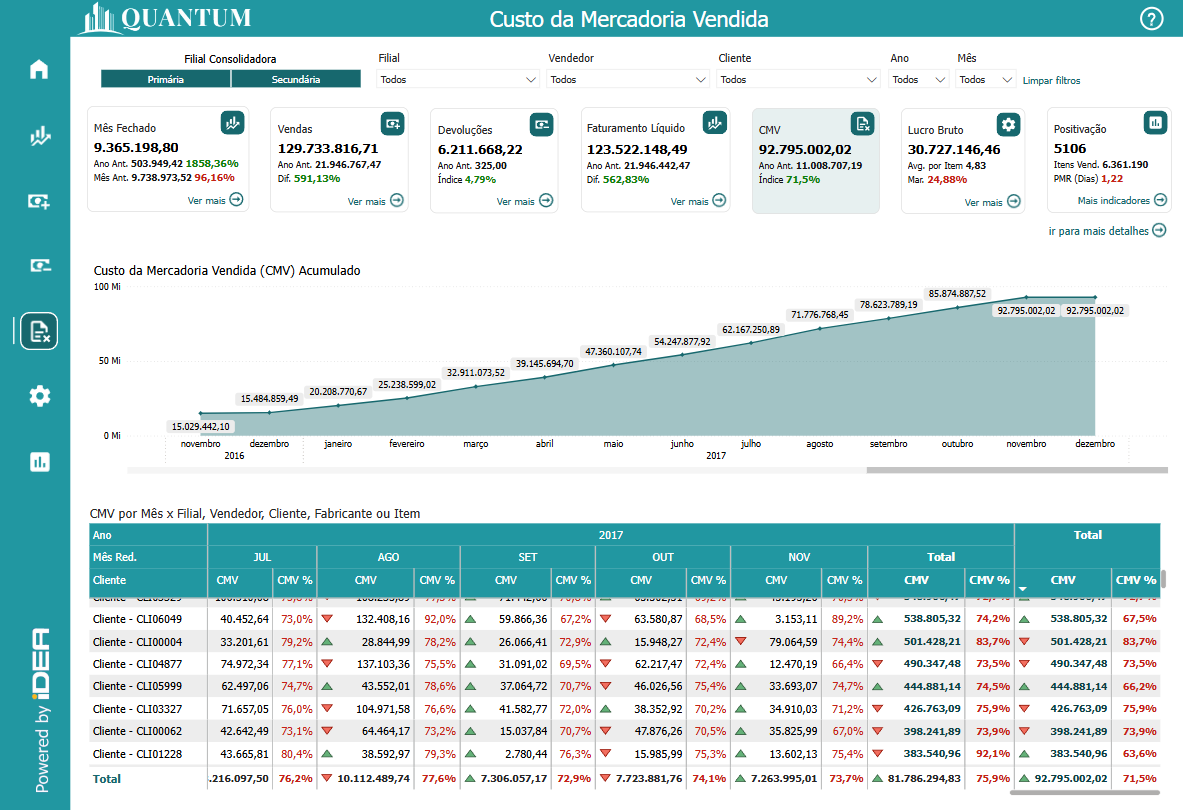 QUANTUM
Custo da Mercadoria Vendida
?
Filial Consolidadora
Primária Secundária
Filial
Todos
Vendedor
Todos
Cliente
Todos
Ano
Todos
Mês
Todos
Limpar filtros
Mês Fechado
9.365.198,80
Ano Ant. 503.949,42 1858,36%
Mês Ant. 9.738.973,52 96,16%
Ver mais
Vendas
129.733.816,71
Ano Ant. 21.946.767,47
Dif. 591,13%
Ver mais
Devoluções
6.211.668,22
Ano Ant. 325,00
Índice 4,79%
Ver mais
Faturamento Líquido
123.522.148,49
Ano Ant. 21.946.442,47
Dif. 562,83%
Ver mais
CMV
92.795.002,02
Ano Ant. 11.008.707,19
Índice 71,5%
Lucro Bruto
30.727.146,46
Avg. por Item 4,83
Mar. 24,88%
Ver mais
Positivação
5106
Itens Vend. 6.361.190
PMR (Dias) 1,22
Mais indicadores
ir para mais detalhes
Custo da Mercadoria Vendida (CMV) Acumulado
100 Mi
50 Mi
0 Mi
15.029.442,10
15.484.859,49
20.208.770,67
25.238.599,02
32.911.073,52
39.145.694,70
47.360.107,74
54.247.877,92
62.167.250,89
71.776.768,45
78.623.789,19
85.874.887,52
92.795.002,02
92.795.002,02
novembro dezembro janeiro fevereiro março abril maio junho julho agosto setembro outubro novembro dezembro
2016 2017
CMV por Mês x Filial, Vendedor, Cliente, Fabricante ou Item
Ano 2017 Total
Mês Red. JUL AGO SET OUT NOV Total
Cliente CMV CMV % CMV CMV % CMV CMV % CMV CMV % CMV CMV % CMV CMV % CMV CMV %
Cliente - CLI06049 40.452,64 73,0% 132.408,16 92,0% 59.866,36 67,2% 63.580,87 68,5% 3.153,11 89,2% 538.805,32 74,2% 538.805,32 67,5%
Cliente - CLI00004 33.201,61 79,2% 28.844,99 78,2% 26.066,41 72,9% 15.948,27 72,4% 79.064,59 74,4% 501.428,21 83,7% 501.428,21 83,7%
Cliente - CLI04877 74.972,34 77,1% 137.103,36 75,5% 31.091,02 69,5% 62.217,47 72,4% 12.470,19 66,4% 490.347,48 73,5% 490.347,48 73,5%
Cliente - CLI05999 62.497,06 74,7% 43.552,01 78,6% 37.064,72 70,7% 46.026,56 75,4% 33.693,07 74,7% 444.881,14 74,5% 444.881,14 66,2%
Cliente - CLI03327 71.657,05 76,0% 104.971,58 76,6% 41.582,77 72,0% 38.352,92 70,2% 34.910,03 71,2% 426.763,09 75,9% 426.763,09 75,9%
Cliente - CLI00062 42.642,49 73,1% 64.464,17 73,2% 15.037,84 70,7% 47.876,26 70,5% 35.825,99 67,0% 398.241,89 73,9% 398.241,89 73,9%
Cliente - CLI01228 43.665,81 80,4% 38.592,97 79,3% 2.780,44 76,3% 15.985,99 75,3% 13.602,13 75,4% 383.540,96 92,1% 383.540,96 63,6%
Total .216.097,50 76,2% 10.112.489,74 77,6% 7.306.057,17 72,9% 7.723.881,76 74,1% 7.263.995,01 73,7% 81.786.294,83 75,9% 92.795.002,02 71,5%
Powered by iDEA